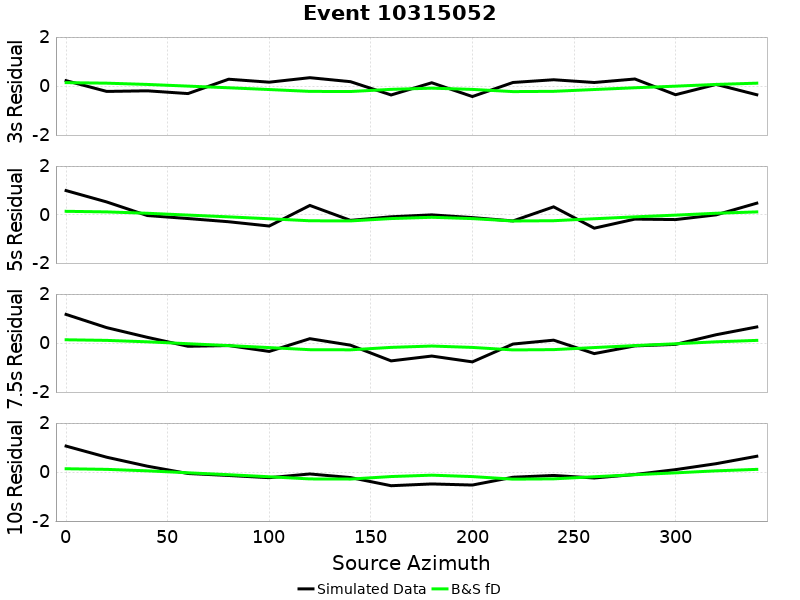 Event 10315052
3s Residual
2
0
-2
5s Residual
2
0
-2
7.5s Residual
2
0
-2
10s Residual
2
0
-2
0 50 100 150 200 250 300
Source Azimuth
Simulated Data B&S fD